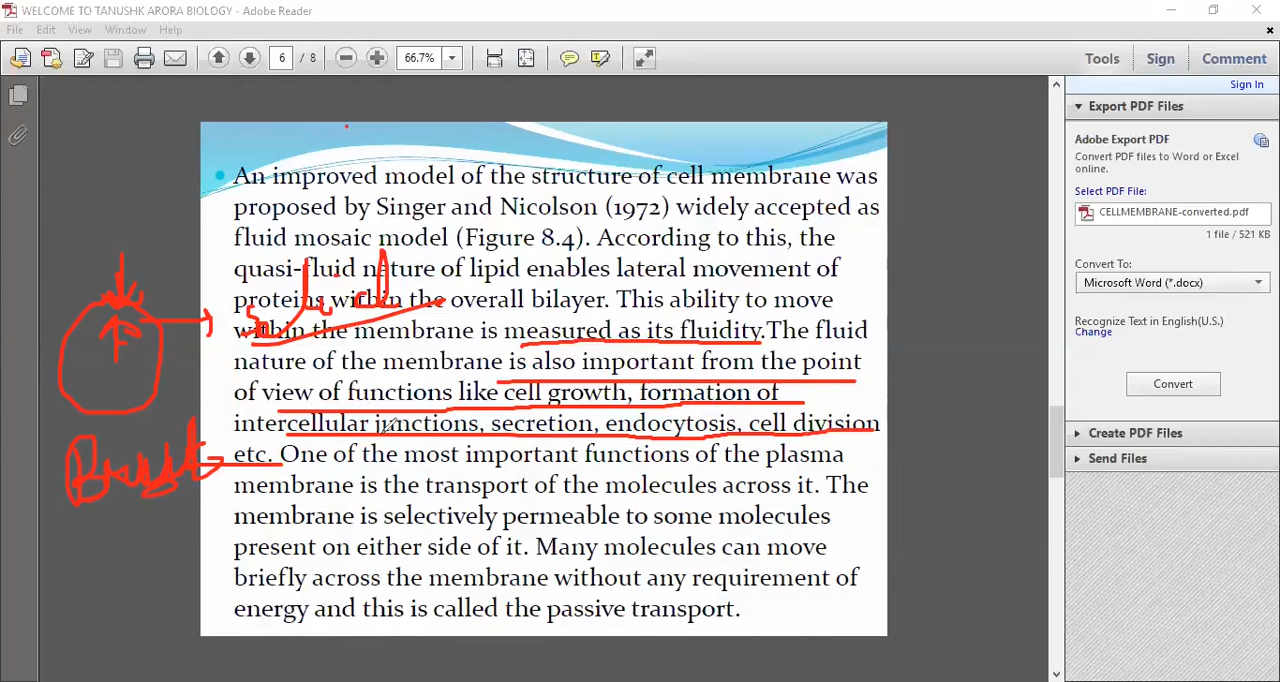 WELCOME TO TANUSHK ARORA BIOLOGY - Adobe Reader
File Edit View Window Help
6 / 8 66.7% Tools Sign Comment
Sign In
Export PDF Files
Adobe Export PDF
Convert PDF files to Word or Excel
online.
Select PDF File:
CELLMEMBRANE-converted.pdf
1 file / 521 KB
Convert To:
Microsoft Word (*.docx)
Recognize Text in English(U.S.)
Change
Convert
Create PDF Files
Send Files
An improved model of the structure of cell membrane was
proposed by Singer and Nicolson (1972) widely accepted as
fluid mosaic model (Figure 8.4). According to this, the
quasi-fluid nature of lipid enables lateral movement of
proteins within the overall bilayer. This ability to move
within the membrane is measured as its fluidity.The fluid
nature of the membrane is also important from the point
of view of functions like cell growth, formation of
intercellular junctions, secretion, endocytosis, cell division
etc. One of the most important functions of the plasma
membrane is the transport of the molecules across it. The
membrane is selectively permeable to some molecules
present on either side of it. Many molecules can move
briefly across the membrane without any requirement of
energy and this is called the passive transport.
solid
Burst